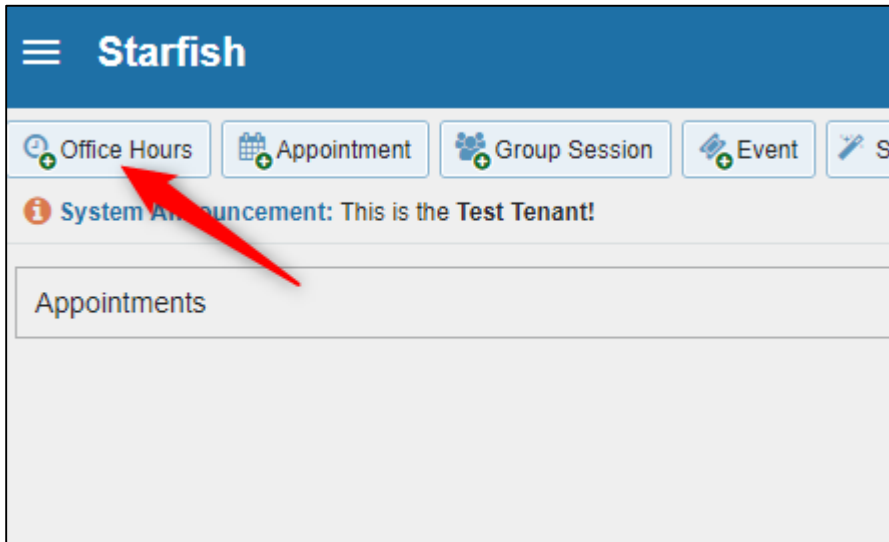 Starfish
Office Hours Appointment Group Session Event S
System Announcement: This is the Test Tenant!
Appointments